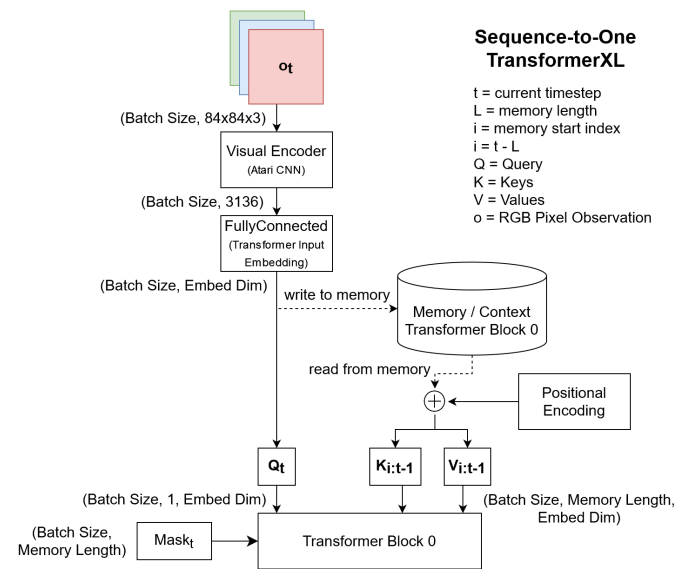 Sequence-to-One
TransformerXL
t = current timestep
L = memory length
i = memory start index
i = t - L
Q = Query
K = Keys
V = Values
o = RGB Pixel Observation
ot
(Batch Size, 84x84x3)
Visual Encoder
(Atari CNN)
(Batch Size, 3136)
FullyConnected
(Transformer Input
Embedding)
(Batch Size, Embed Dim)
write to memory
Memory / Context
Transformer Block 0
read from memory
Positional
Encoding
Qt
Ki:t-1
Vi:t-1
(Batch Size, 1, Embed Dim)
(Batch Size, Memory Length,
Embed Dim)
(Batch Size,
Memory Length)
Maskt
Transformer Block 0